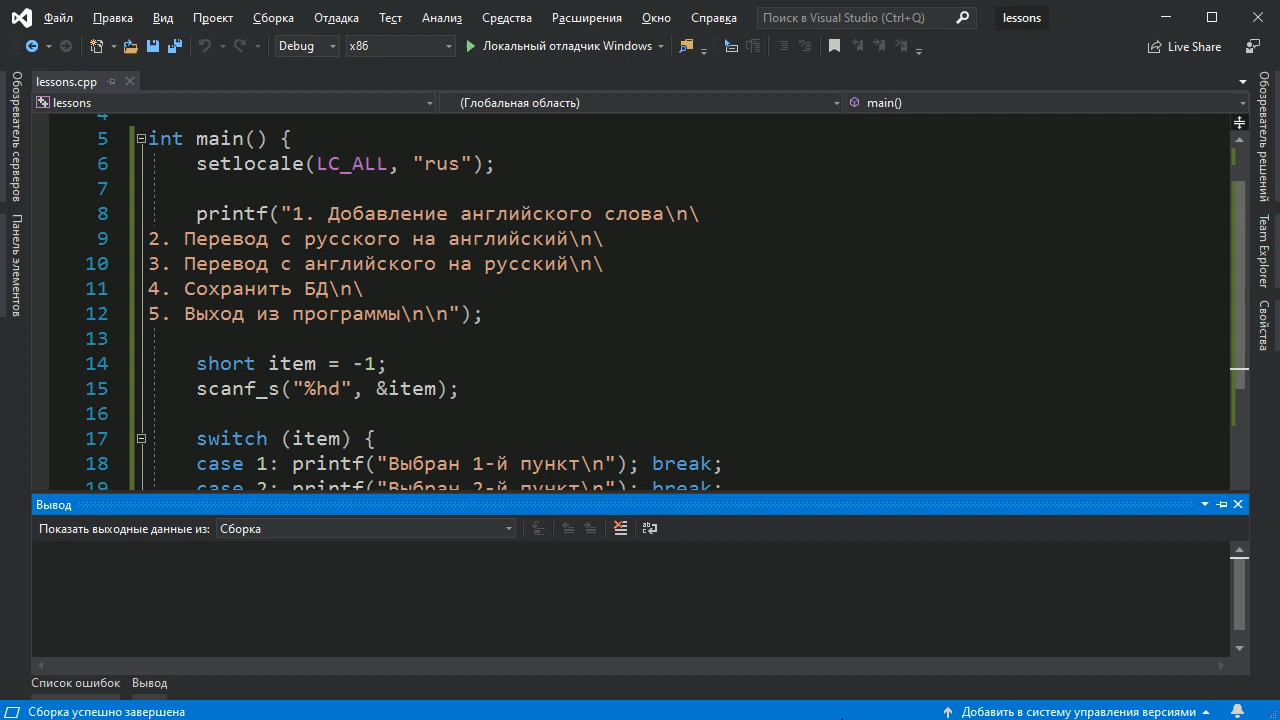 Файл Правка Вид Проект Сборка Отладка Тест Анализ Средства Расширения Окно Справка Поиск в Visual Studio (Ctrl+Q) lessons
Debug x86 Локальный отладчик Windows Live Share
Обозреватель серверов
Панель элементов
lessons.cpp
lessons (Глобальная область) main()
4
5 int main() {
6 setlocale(LC_ALL, "rus");
7
8 printf("1. Добавление английского слова\n\
9 2. Перевод с русского на английский\n\
10 3. Перевод с английского на русский\n\
11 4. Сохранить БД\n\
12 5. Выход из программы\n\n");
13
14 short item = -1;
15 scanf_s("%hd", &item);
16
17 switch (item) {
18 case 1: printf("Выбран 1-й пункт\n"); break;
19 case 2: printf("Выбран 2-й пункт\n"); break;
Обозреватель решений
Team Explorer
Свойства
Вывод
Показать выходные данные из: Сборка
Список ошибок Вывод
Сборка успешно завершена Добавить в систему управления версиями